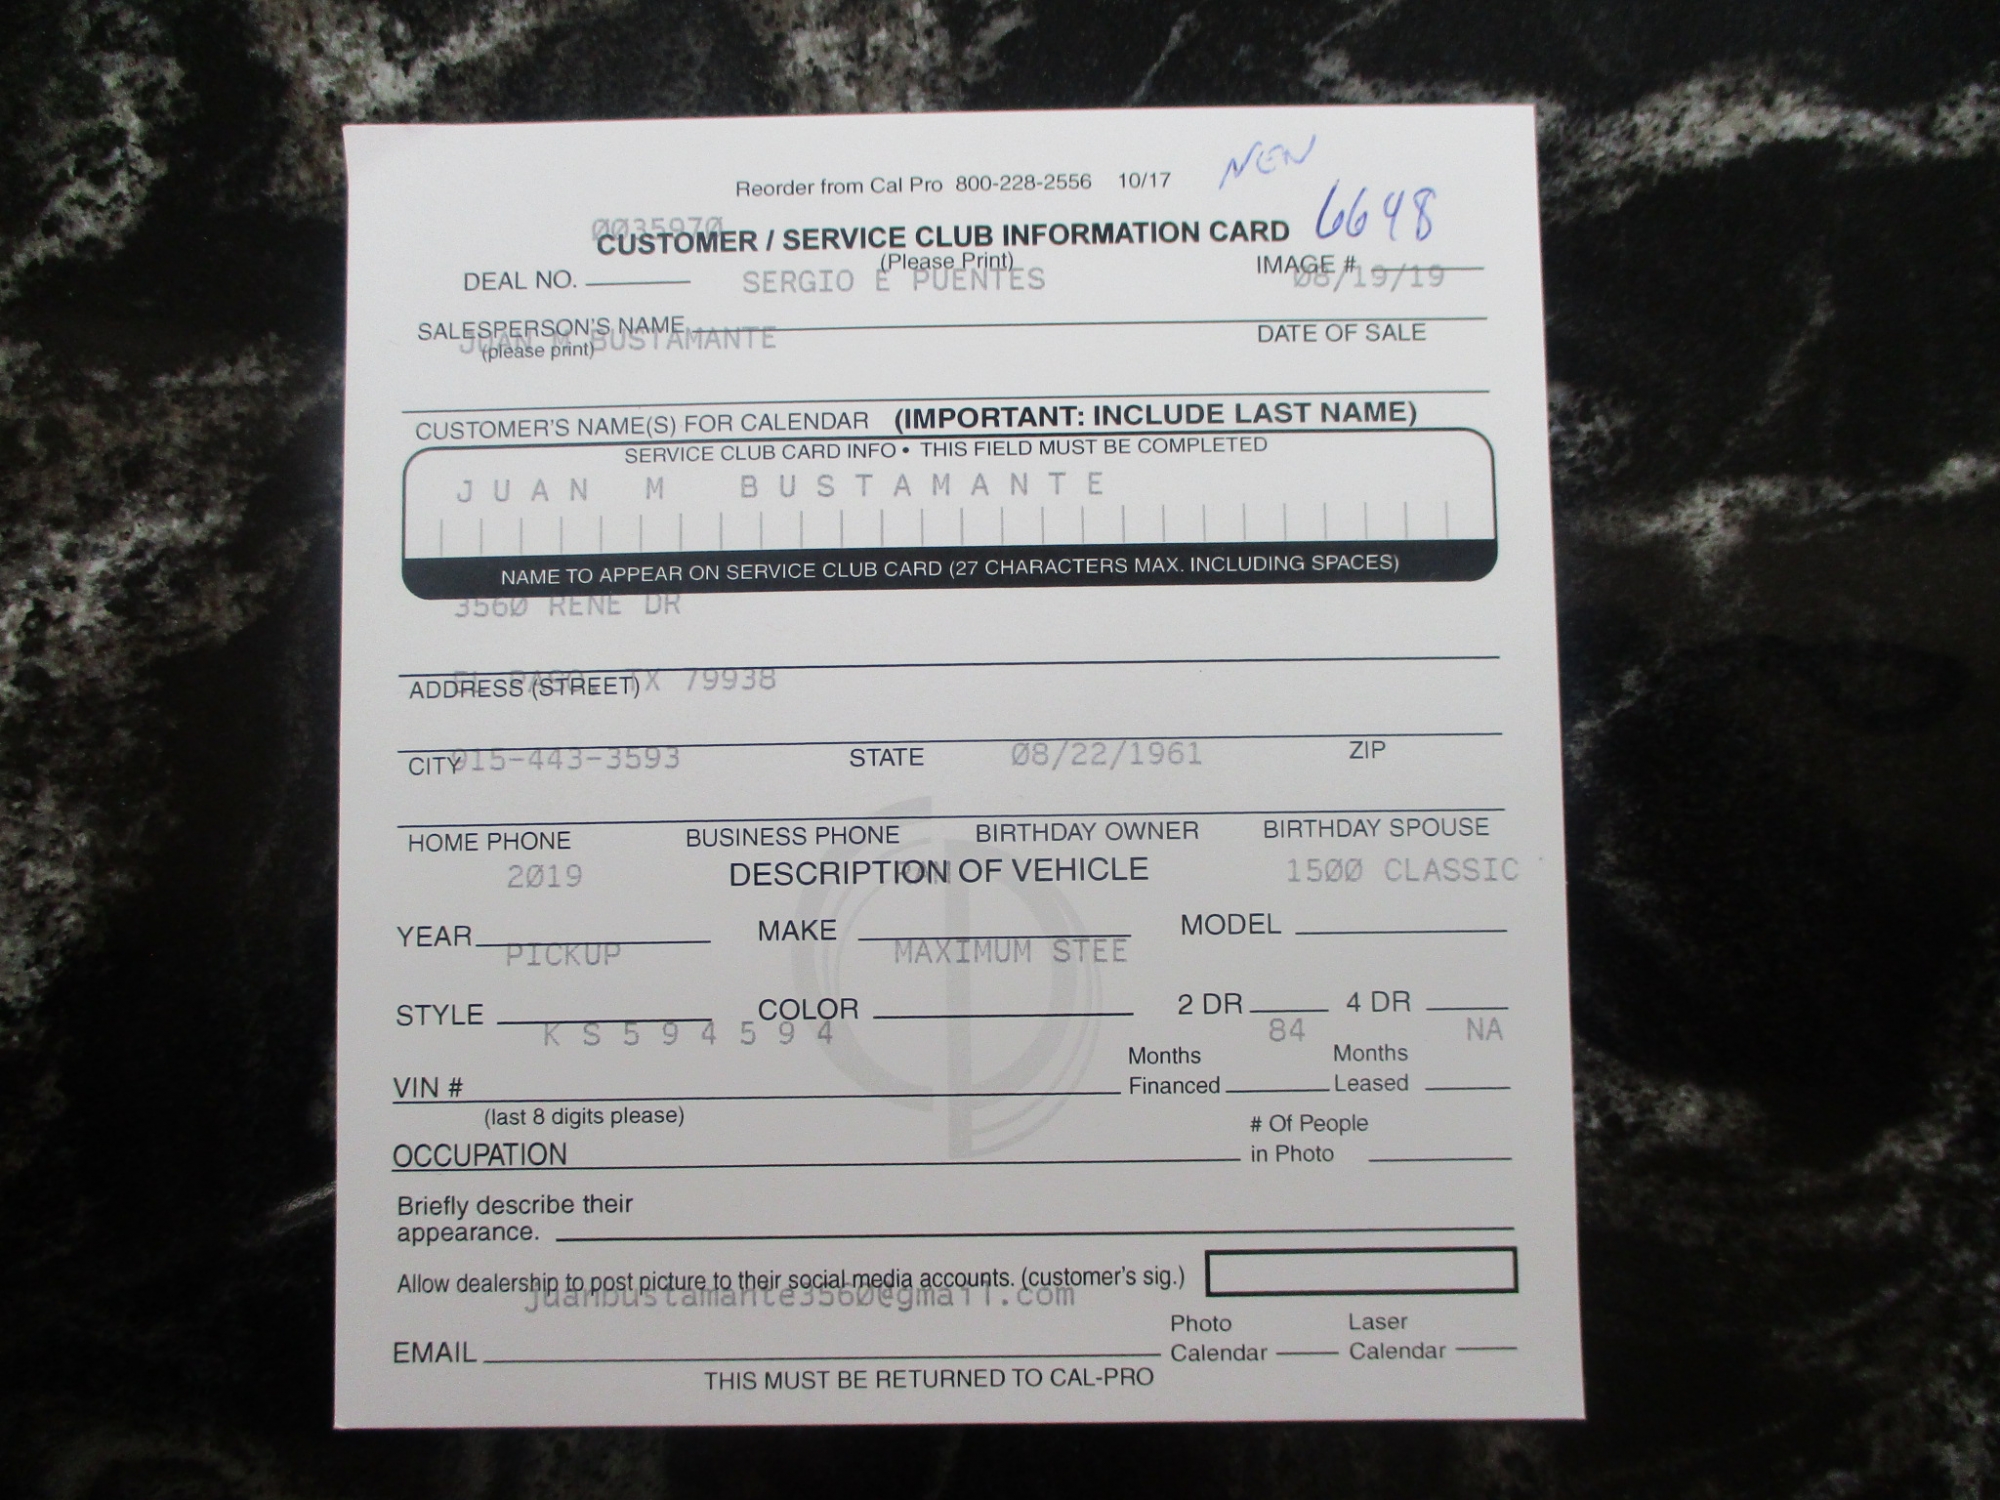 NEW
Reorder from Cal Pro 800-228-2556 10/17
0035970
CUSTOMER / SERVICE CLUB INFORMATION CARD 6648
(Please Print)
DEAL NO. SERGIO E PUENTES IMAGE # 08/19/19
SALESPERSON'S NAME
(please print)
JUAN M BUSTAMANTE
DATE OF SALE
CUSTOMER'S NAME(S) FOR CALENDAR (IMPORTANT: INCLUDE LAST NAME)
SERVICE CLUB CARD INFO • THIS FIELD MUST BE COMPLETED
JUAN M BUSTAMANTE
NAME TO APPEAR ON SERVICE CLUB CARD (27 CHARACTERS MAX. INCLUDING SPACES)
3560 RENE DR
EL PASO, TX 79938
ADDRESS (STREET)
915-443-3593 08/22/1961
CITY STATE ZIP
HOME PHONE BUSINESS PHONE BIRTHDAY OWNER BIRTHDAY SPOUSE
DESCRIPTION OF VEHICLE
2019 RAM 1500 CLASSIC
YEAR MAKE MODEL
PICKUP MAXIMUM STEE
STYLE COLOR 2 DR 4 DR
KS594594 84 NA
VIN # Months Financed Months Leased
(last 8 digits please)
OCCUPATION # Of People in Photo
Briefly describe their
appearance.
Allow dealership to post picture to their social media accounts. (customer's sig.)
juanbustamante3560@gmail.com
EMAIL Photo Calendar Laser Calendar
THIS MUST BE RETURNED TO CAL-PRO